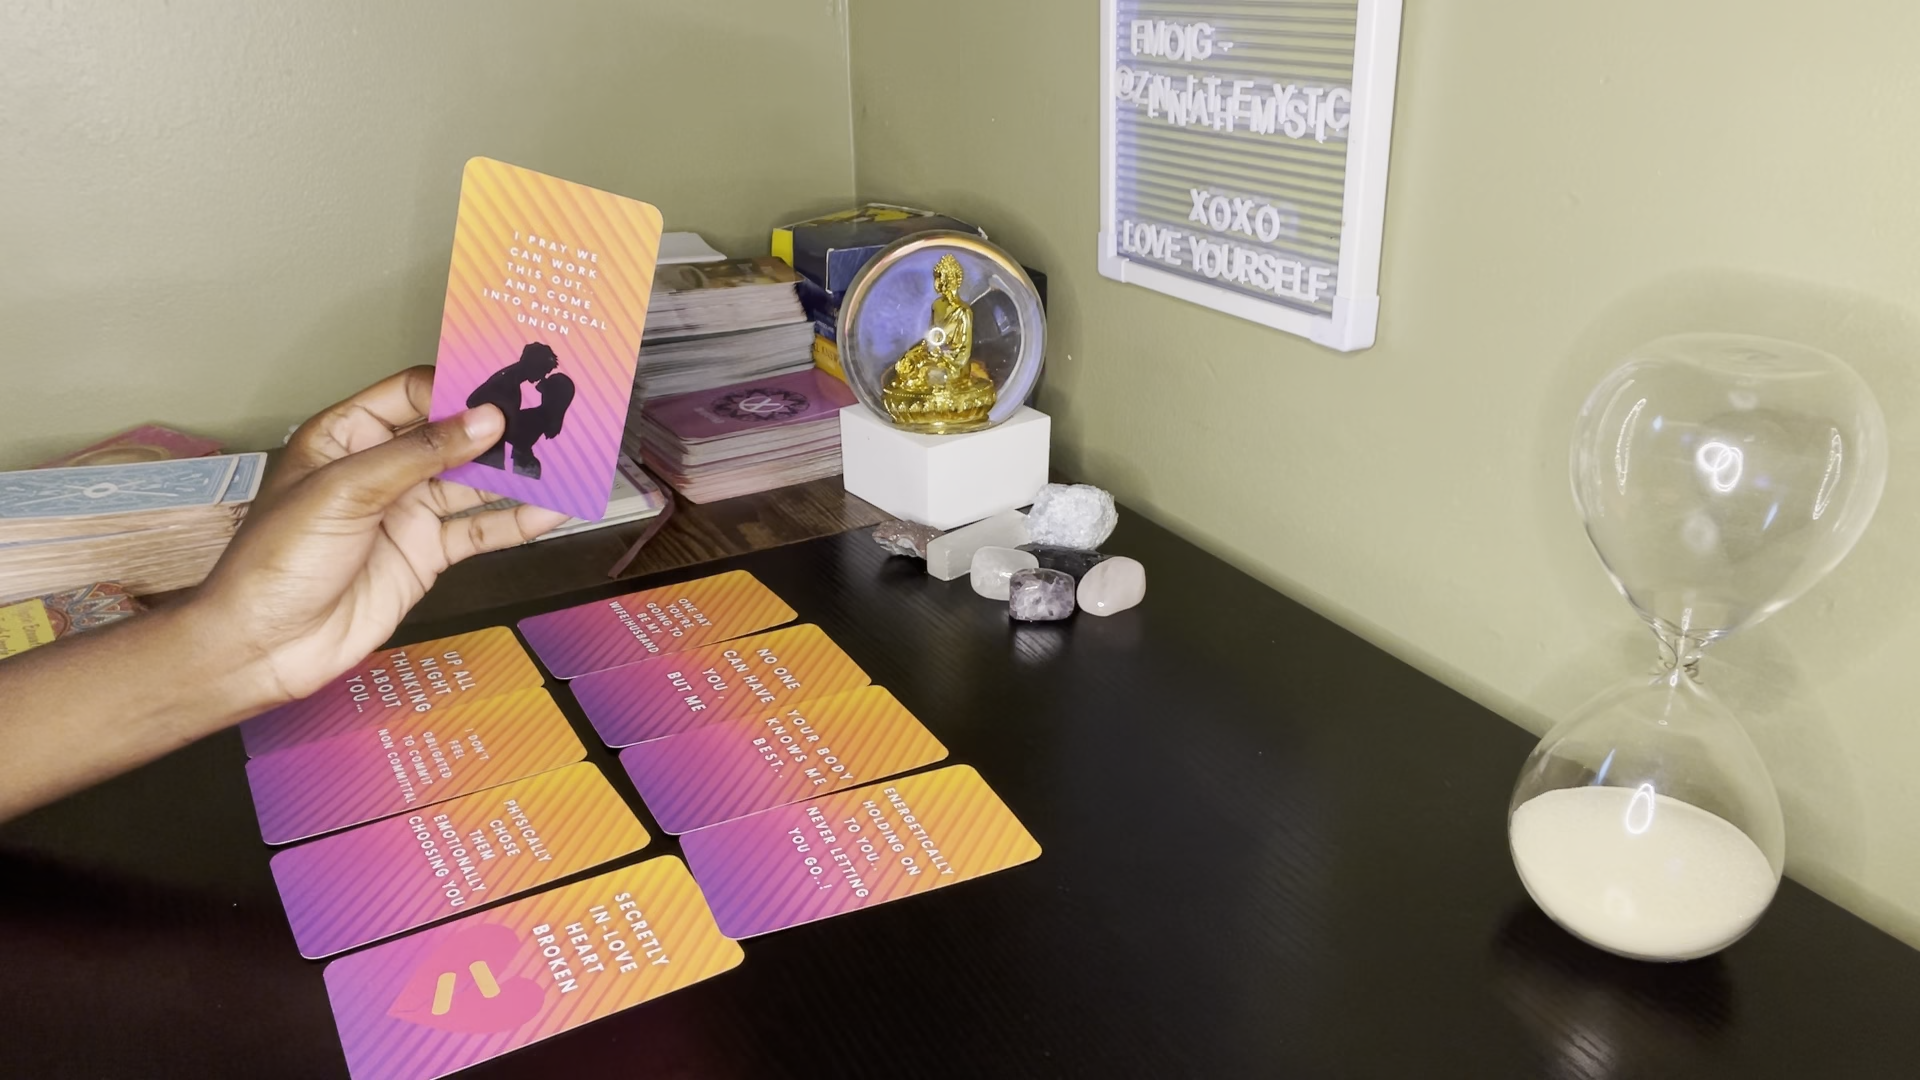 FMOIG -
@ZINNIATHEMYSTIC
XOXO
LOVE YOURSELF
I PRAY WE
CAN WORK
THIS OUT..
AND COME
INTO PHYSICAL
UNION
UP ALL
NIGHT
THINKING
ABOUT
YOU...
I DON'T
FEEL
OBLIGATED
TO COMMIT
NON COMMITTAL
PHYSICALLY
CHOSE
THEM
EMOTIONALLY
CHOOSING YOU
SECRETLY
IN-LOVE
HEART
BROKEN
ONE DAY
YOU'RE
GOING TO
BE MY
WIFE/HUSBAND
NO ONE
CAN HAVE
YOU,
BUT ME
YOUR BODY
KNOWS ME
BEST..
ENERGETICALLY
HOLDING ON
TO YOU..
NEVER LETTING
YOU GO..!